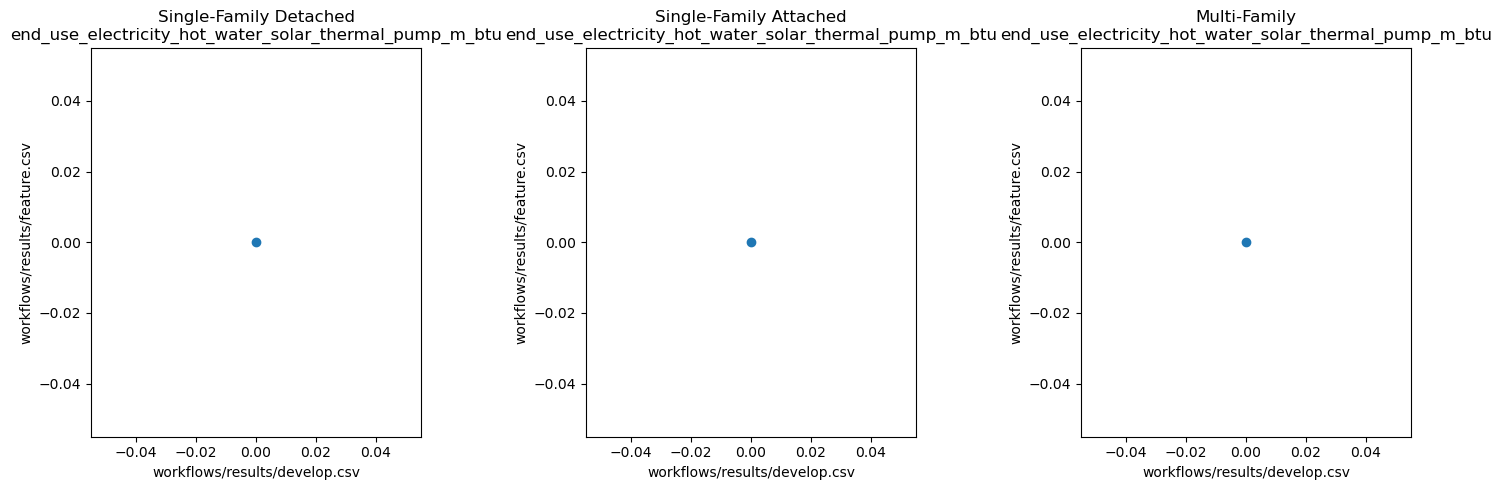 Single-Family Detached
end_use_electricity_hot_water_solar_thermal_pump_m_btu
0.04
0.02
0.00
−0.02
−0.04
workflows/results/feature.csv
−0.04 −0.02 0.00 0.02 0.04
workflows/results/develop.csv
Single-Family Attached
end_use_electricity_hot_water_solar_thermal_pump_m_btu
0.04
0.02
0.00
−0.02
−0.04
workflows/results/feature.csv
−0.04 −0.02 0.00 0.02 0.04
workflows/results/develop.csv
Multi-Family
end_use_electricity_hot_water_solar_thermal_pump_m_btu
0.04
0.02
0.00
−0.02
−0.04
workflows/results/feature.csv
−0.04 −0.02 0.00 0.02 0.04
workflows/results/develop.csv